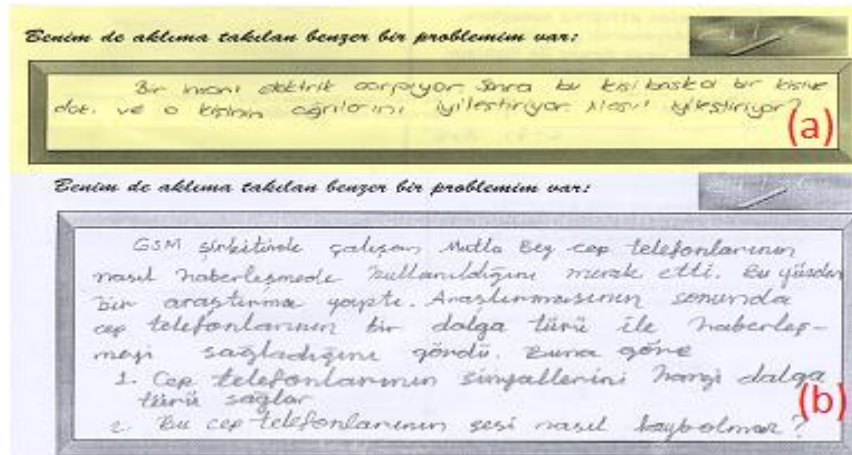 Benim de aklıma takılan benzer bir problemim var:
Bir insanı elektrik çarpıyor. Sonra bu kişi başka bir kişiye
dok. ve o kişinin ağrılarını iyileştiriyor. Nasıl iyileştiriyor?
(a)
Benim de aklıma takılan benzer bir problemim var:
GSM şirketinde çalışan Mutlu Bey cep telefonlarının
nasıl haberleşmede kullanıldığını merak etti. Bu yüzden
bir araştırma yaptı. Araştırmasının sonunda
cep telefonlarının bir dalga türü ile haberleş-
meyi sağladığını gördü. Buna göre
1. Cep telefonlarının sinyallerini hangi dalga
türü sağlar
2. Bu cep telefonlarının sesi nasıl kaybolmaz?
(b)